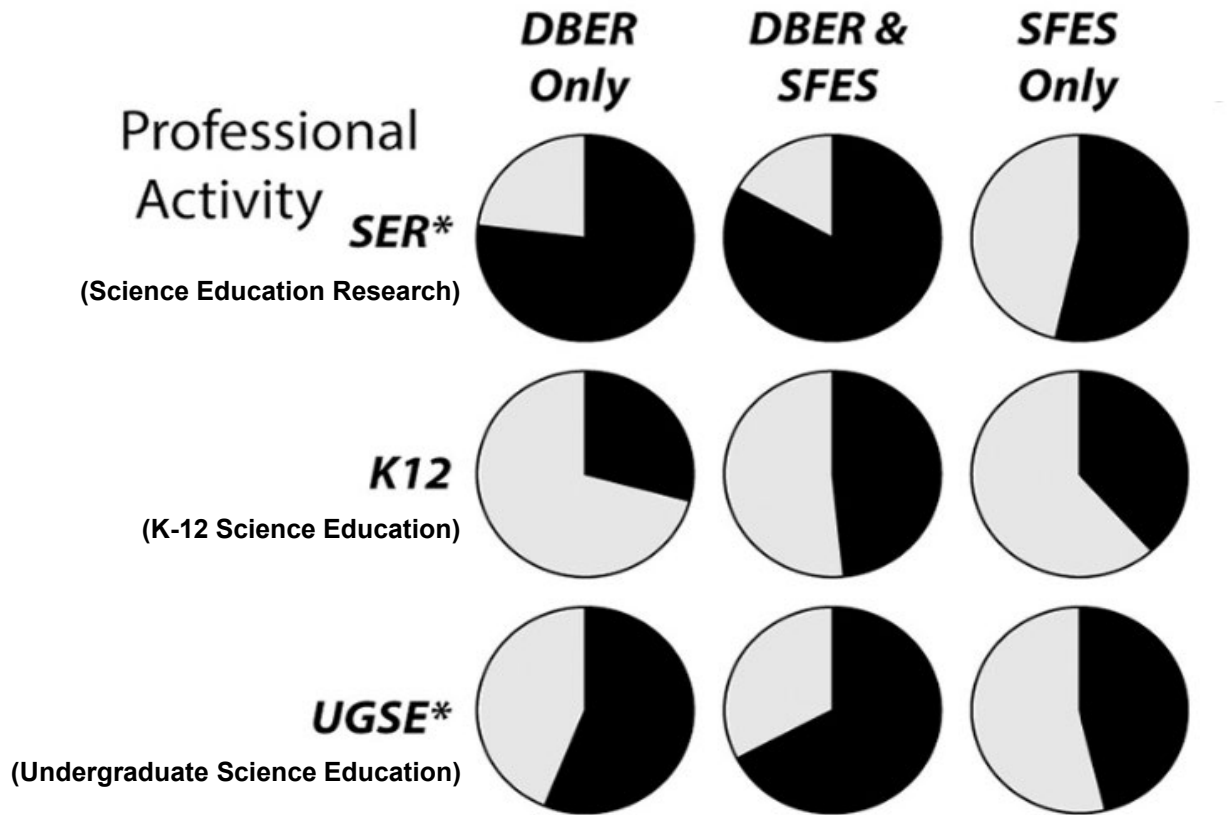 DBER
Only
DBER &
SFES
SFES
Only
Professional
Activity
SER*
(Science Education Research)
K12
(K-12 Science Education)
UGSE*
(Undergraduate Science Education)